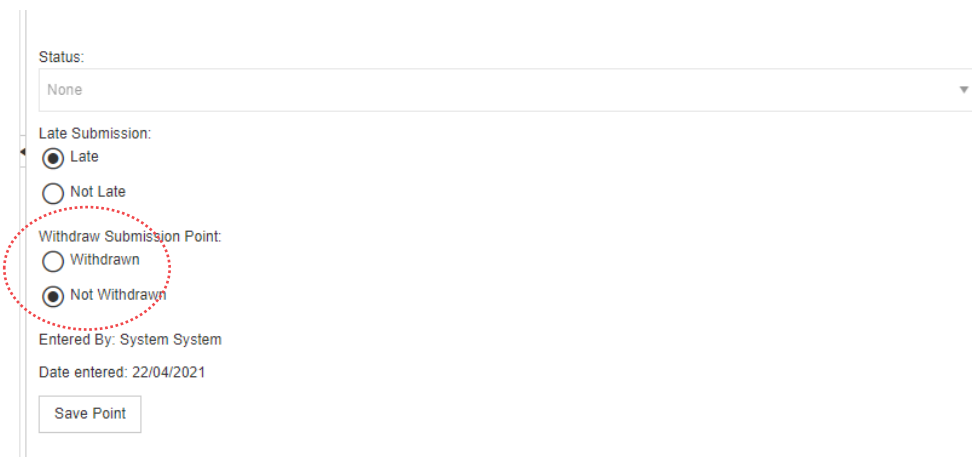 Status:
None
Late Submission:
Late
Not Late
Withdraw Submission Point:
Withdrawn
Not Withdrawn
Entered By: System System
Date entered: 22/04/2021
Save Point